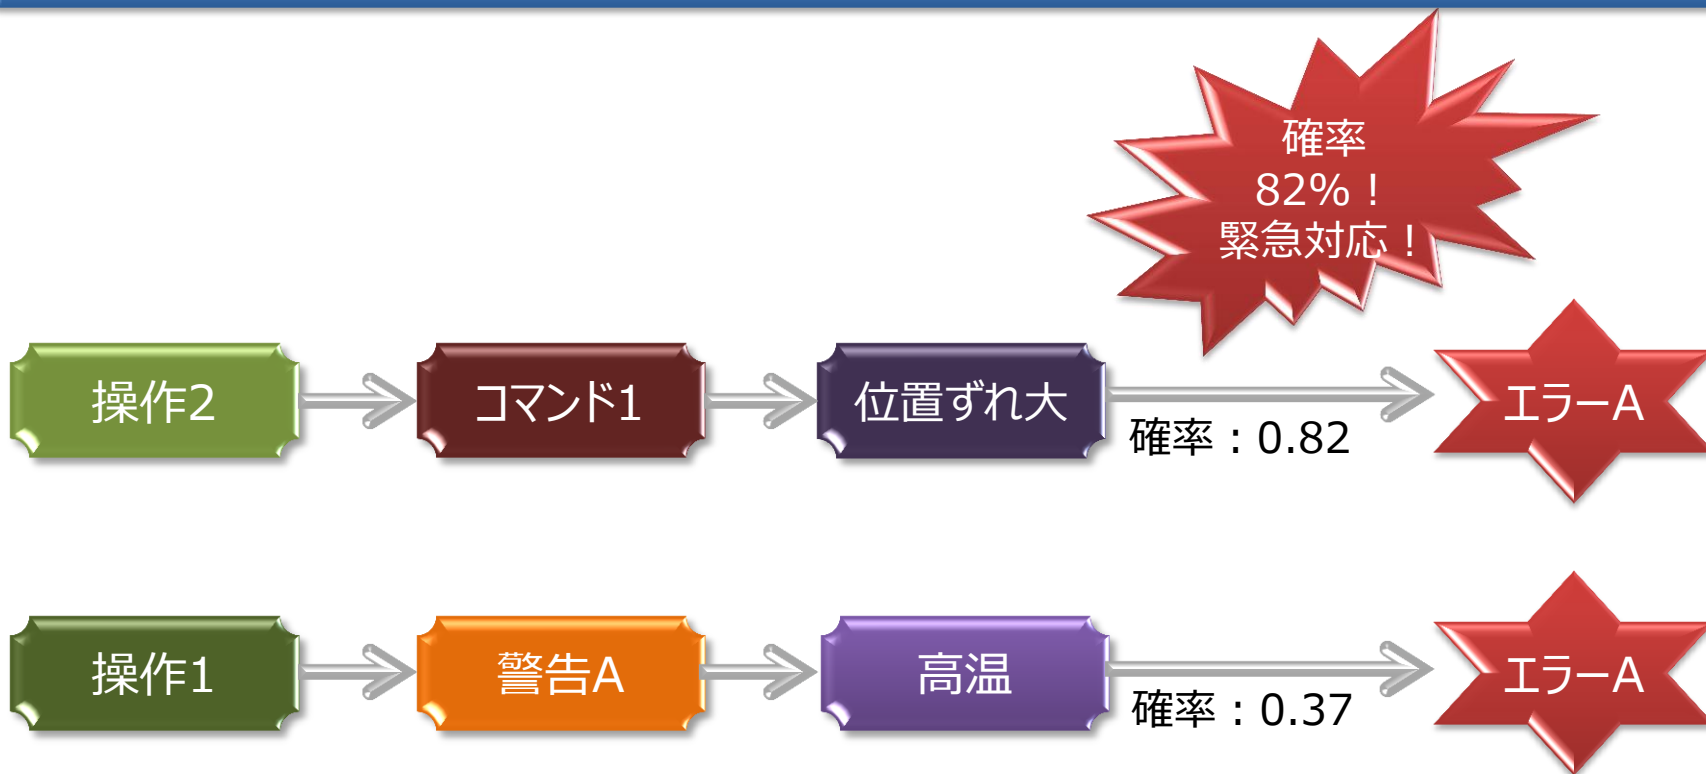 確率
82%！
緊急対応！
操作2
コマンド1
位置ずれ大
確率：0.82
エラーA
操作1
警告A
高温
確率：0.37
エラーA